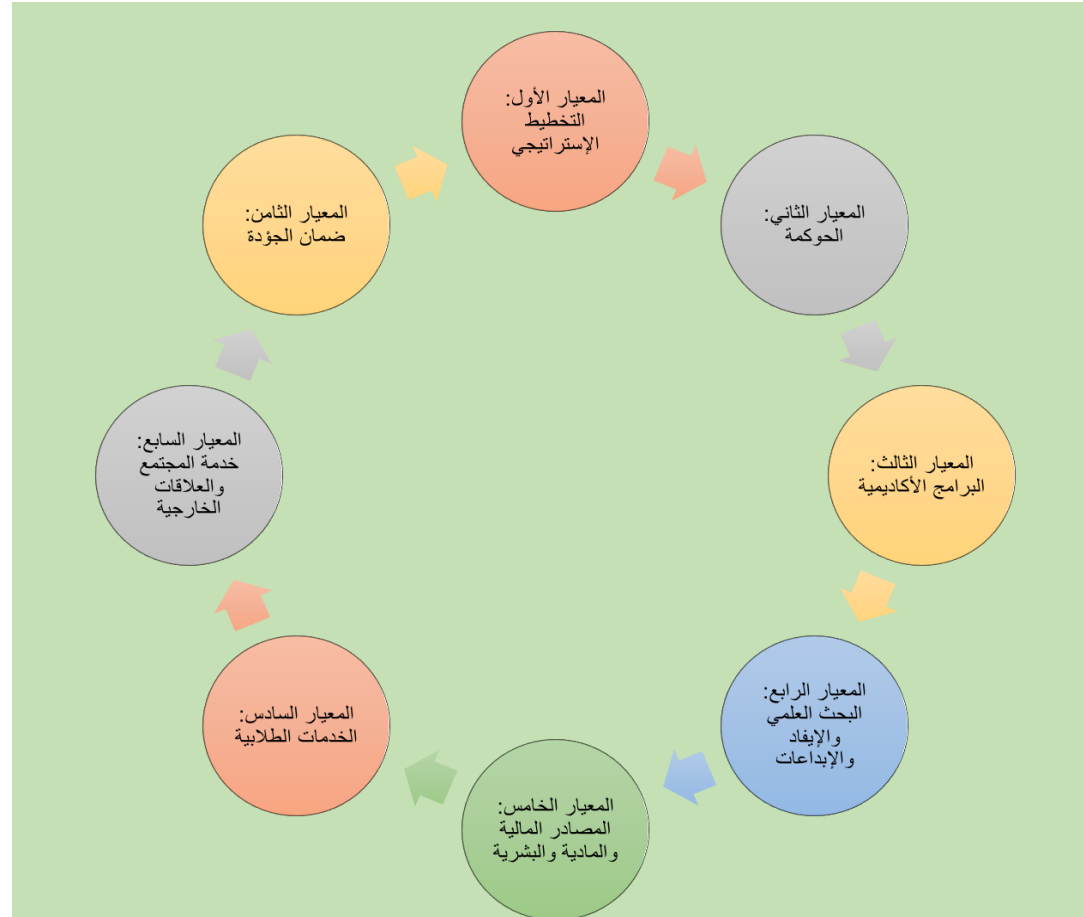 المعيار الأول:
التخطيط
الإستراتيجي
المعيار الثاني:
الحوكمة
المعيار الثالث:
البرامج الأكاديمية
المعيار الرابع:
البحث العلمي
والإيفاد
والإبداعات
المعيار الخامس:
المصادر المالية
والمادية والبشرية
المعيار السادس:
الخدمات الطلابية
المعيار السابع:
خدمة المجتمع
والعلاقات
الخارجية
المعيار الثامن:
ضمان الجؤدة